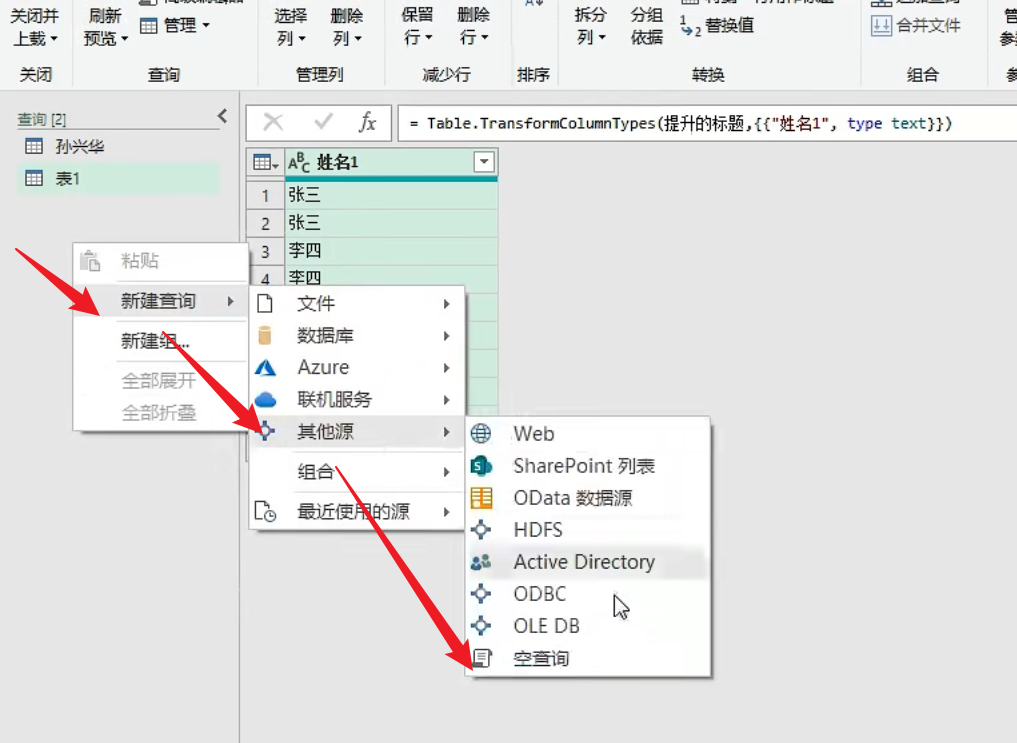 关闭并
上载
刷新
预览
管理
选择
列
删除
列
保留
行
删除
行
拆分
列
分组
依据
替换值
合并文件
关闭
查询
管理列
减少行
排序
转换
组合
查询 [2]
孙兴华
表1
fx
= Table.TransformColumnTypes(提升的标题,{{"姓名1", type text}})
ABC 姓名1
1 张三
2 张三
3 李四
4 李四
粘贴
新建查询
新建组...
全部展开
全部折叠
文件
数据库
Azure
联机服务
其他源
组合
最近使用的源
Web
SharePoint 列表
OData 数据源
HDFS
Active Directory
ODBC
OLE DB
空查询